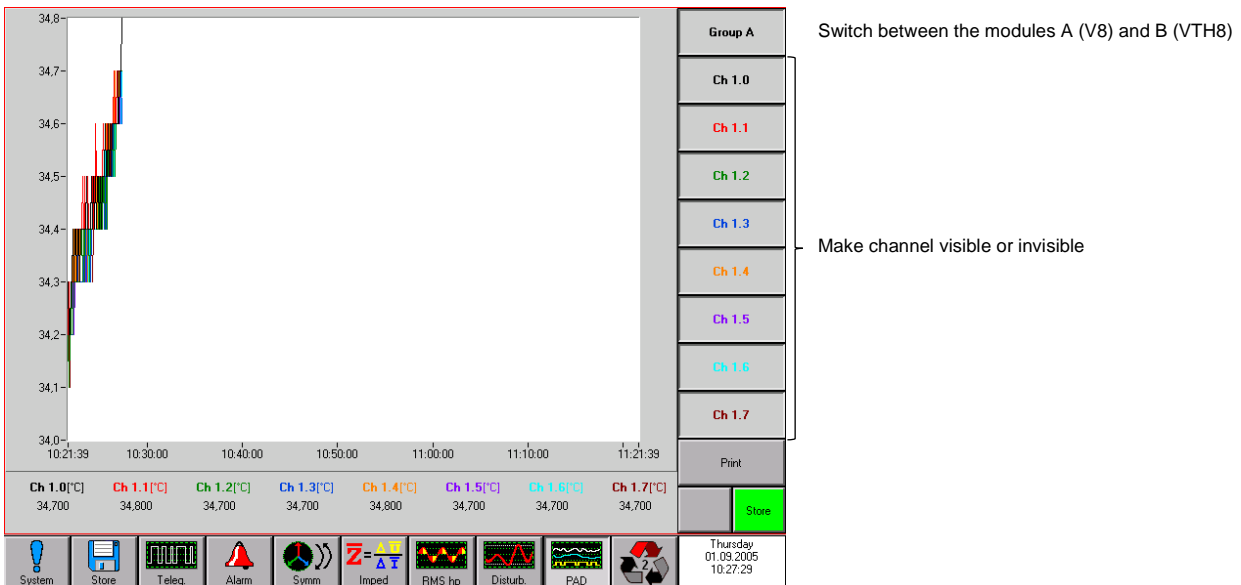 34,8
34,7
34,6
34,5
34,4
34,3
34,2
34,1
34,0
10:21:39 10:30:00 10:40:00 10:50:00 11:00:00 11:10:00 11:21:39
Ch 1.0[°C] Ch 1.1[°C] Ch 1.2[°C] Ch 1.3[°C] Ch 1.4[°C] Ch 1.5[°C] Ch 1.6[°C] Ch 1.7[°C]
34,700 34,800 34,700 34,700 34,800 34,700 34,700 34,700
Group A
Ch 1.0
Ch 1.1
Ch 1.2
Ch 1.3
Ch 1.4
Ch 1.5
Ch 1.6
Ch 1.7
Print
Store
Switch between the modules A (V8) and B (VTH8)
Make channel visible or invisible
Z= ΔU
ΔI
2
System Store Teleg. Alarm Symm Imped RMS hp Disturb. PAD
Thursday
01.09.2005
10:27:29